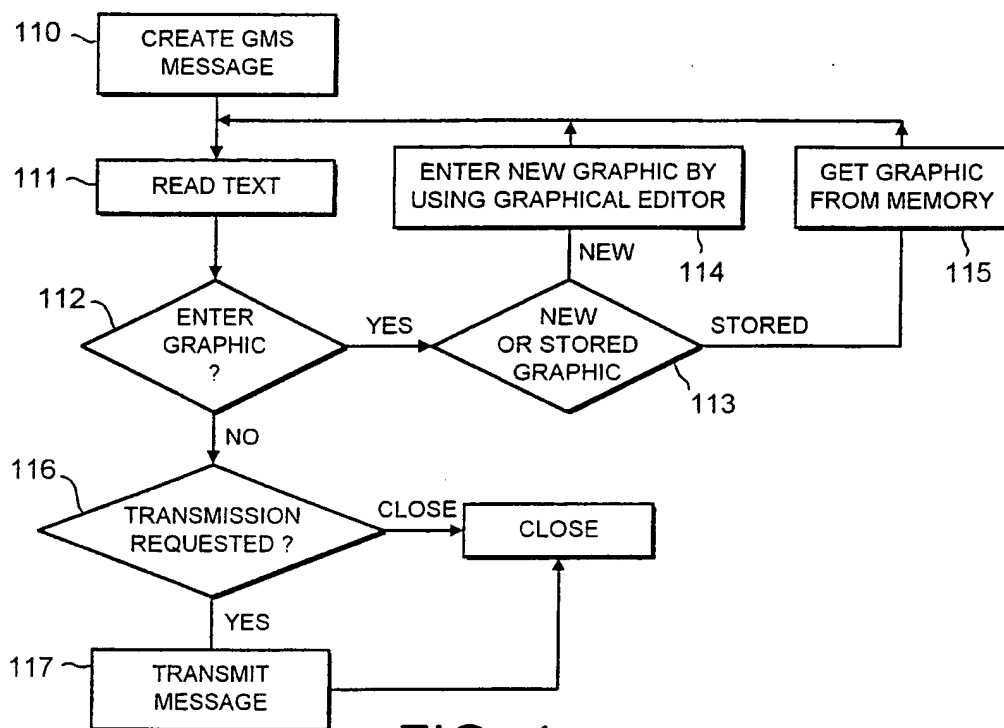 110
CREATE GMS
MESSAGE
111
READ TEXT
ENTER NEW GRAPHIC BY
USING GRAPHICAL EDITOR
114
GET GRAPHIC
FROM MEMORY
115
NEW
112
ENTER
GRAPHIC
?
YES
NEW
OR STORED
GRAPHIC
113
STORED
NO
116
TRANSMISSION
REQUESTED ?
CLOSE
CLOSE
YES
117
TRANSMIT
MESSAGE